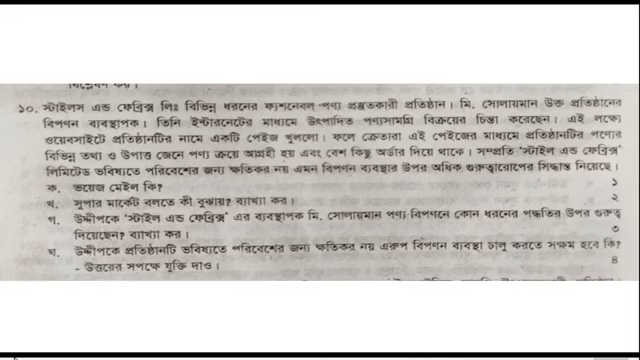 বিশ্লেষণ কর।
১০. স্টাইলস এন্ড ফেব্রিক্স লিঃ বিভিন্ন ধরনের ফ্যাশনেবল পণ্য প্রস্তুতকারী প্রতিষ্ঠান। মি. সোলায়মান উক্ত প্রতিষ্ঠানের
বিপণন ব্যবস্থাপক। তিনি ইন্টারনেটের মাধ্যমে উৎপাদিত পণ্যসামগ্রি বিক্রয়ের চিন্তা করেছেন। এই লক্ষ্যে
ওয়েবসাইটে প্রতিষ্ঠানটির নামে একটি পেইজ খুললো। ফলে ক্রেতারা এই পেইজের মাধ্যমে প্রতিষ্ঠানটির পণ্যের
বিভিন্ন তথ্য ও উপাত্ত জেনে পণ্য ক্রয়ে আগ্রহী হয় এবং বেশ কিছু অর্ডার দিয়ে থাকে। সম্প্রতি 'স্টাইল এন্ড ফেব্রিক্স'
লিমিটেড ভবিষ্যতে পরিবেশের জন্য ক্ষতিকর নয় এমন বিপণন ব্যবস্থার উপর অধিক গুরুত্বারোপের সিদ্ধান্ত নিয়েছে।
ক. ভয়েজ মেইল কি? ১
খ. সুপার মার্কেট বলতে কী বুঝায়? ব্যাখ্যা কর। ২
গ. উদ্দীপকে 'স্টাইল এন্ড ফেব্রিক্স' এর ব্যবস্থাপক মি. সোলায়মান পণ্য বিপণনে কোন ধরনের পদ্ধতির উপর গুরুত্ব
দিয়েছেন? ব্যাখ্যা কর। ৩
ঘ. উদ্দীপকে প্রতিষ্ঠানটি ভবিষ্যতে পরিবেশের জন্য ক্ষতিকর নয় এরুপ বিপণন ব্যবস্থা চালু করতে সক্ষম হবে কি?
- উত্তরের সপক্ষে যুক্তি দাও। ৪